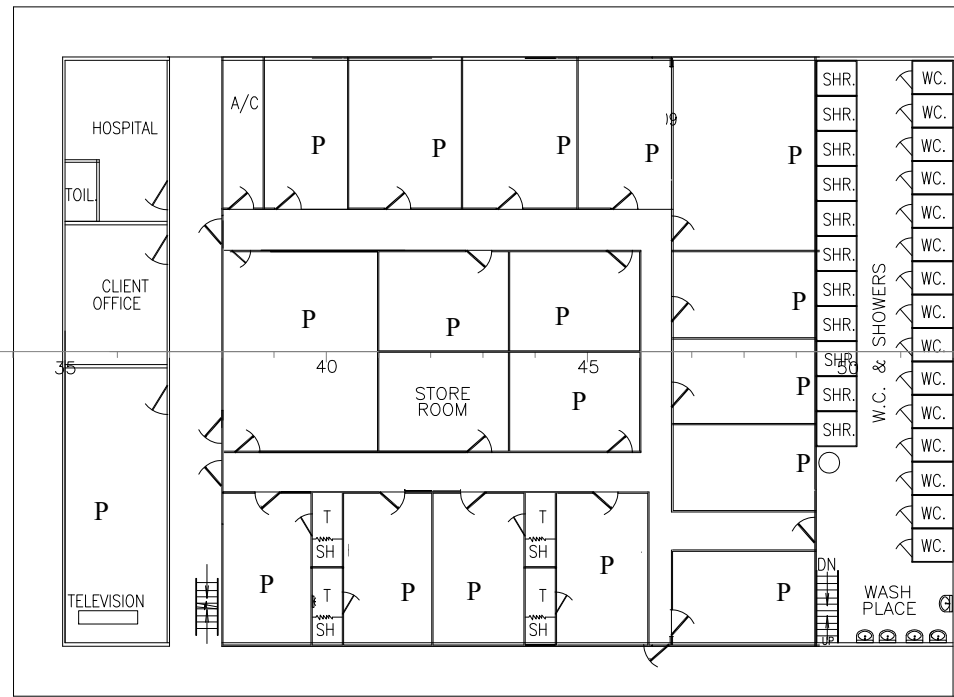 SHR.
WC.
A/C
SHR.
WC.
HOSPITAL
P
P
P
P
P
SHR.
WC.
SHR.
WC.
TOIL.
SHR.
WC.
SHR.
WC.
CLIENT
OFFICE
SHR.
WC.
P
P
P
P
SHR.
WC.
W.C. & SHOWERS
35
40
45
50
SHR.
WC.
STORE
ROOM
P
P
SHR.
WC.
SHR.
WC.
WC.
P
P
WC.
T
T
WC.
SH
SH
WC.
DN
P
P
P
P
P
T
T
WASH
PLACE
TELEVISION
SH
SH
UP